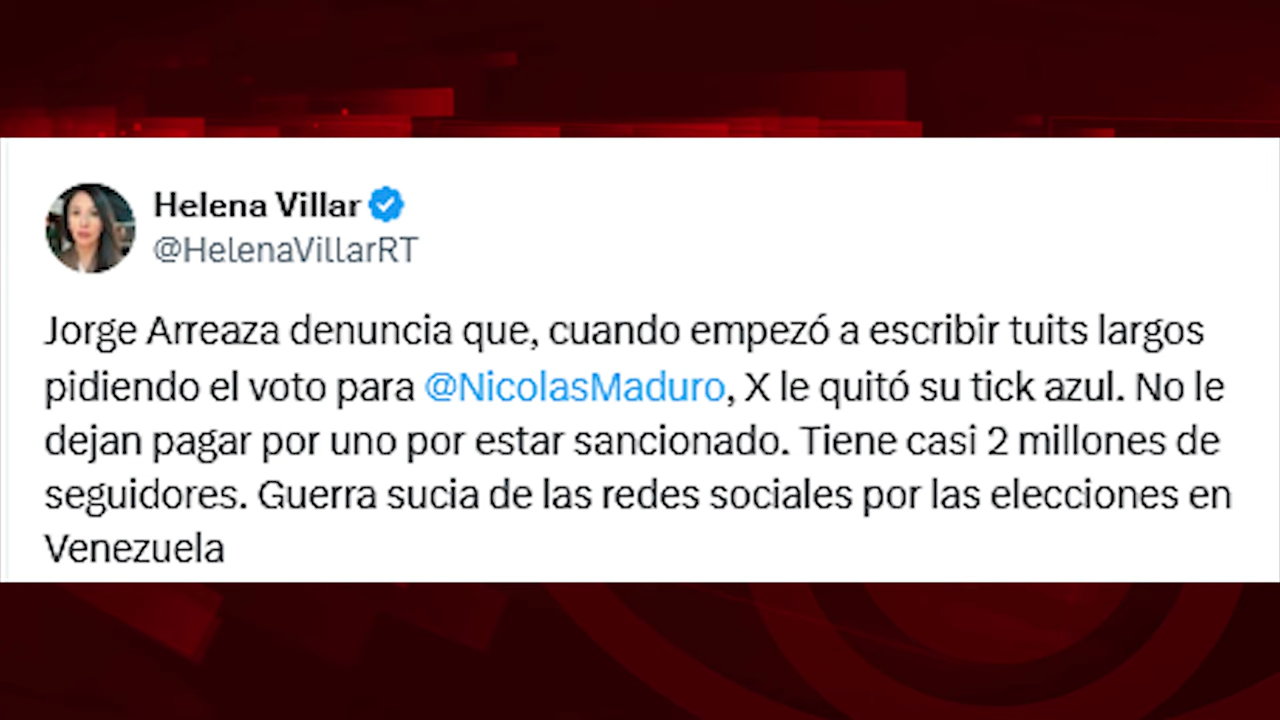 Helena Villar
@HelenaVillarRT
Jorge Arreaza denuncia que, cuando empezó a escribir tuits largos
pidiendo el voto para @NicolasMaduro, X le quitó su tick azul. No le
dejan pagar por uno por estar sancionado. Tiene casi 2 millones de
seguidores. Guerra sucia de las redes sociales por las elecciones en
Venezuela